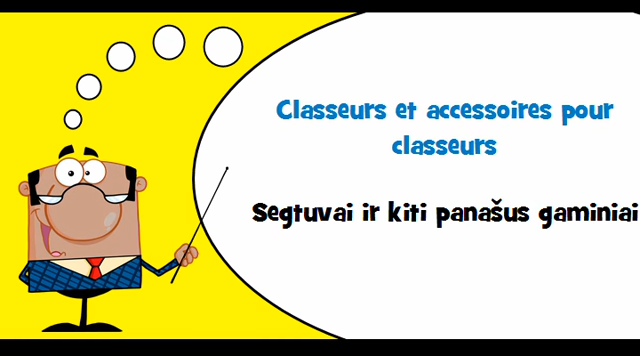 Classeurs et accessoires pour
classeurs
Segtuvai ir kiti panašus gaminiai